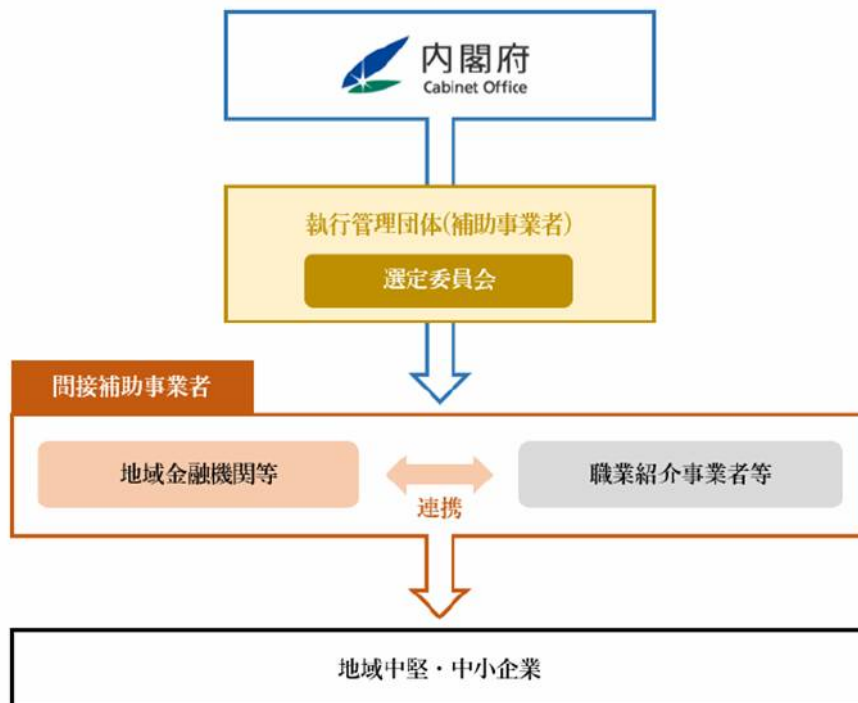 内閣府
Cabinet Office
執行管理団体(補助事業者)
選定委員会
間接補助事業者
地域金融機関等
連携
職業紹介事業者等
地域中堅・中小企業